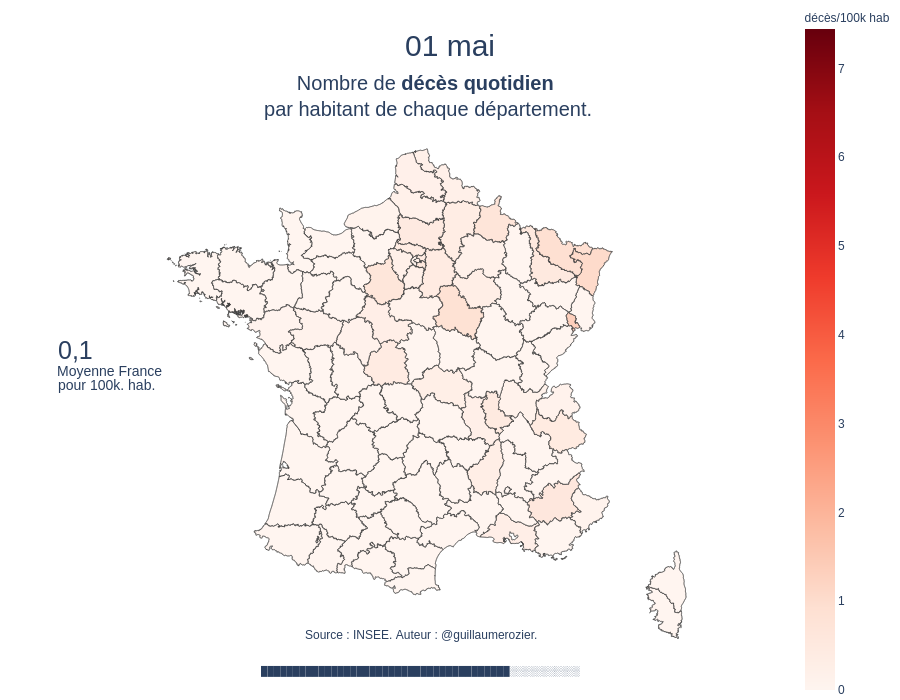 décès/100k hab
01 mai
Nombre de décès quotidien
par habitant de chaque département.
7
6
5
4
3
2
1
0
0,1
Moyenne France
pour 100k. hab.
Source : INSEE. Auteur : @guillaumerozier.